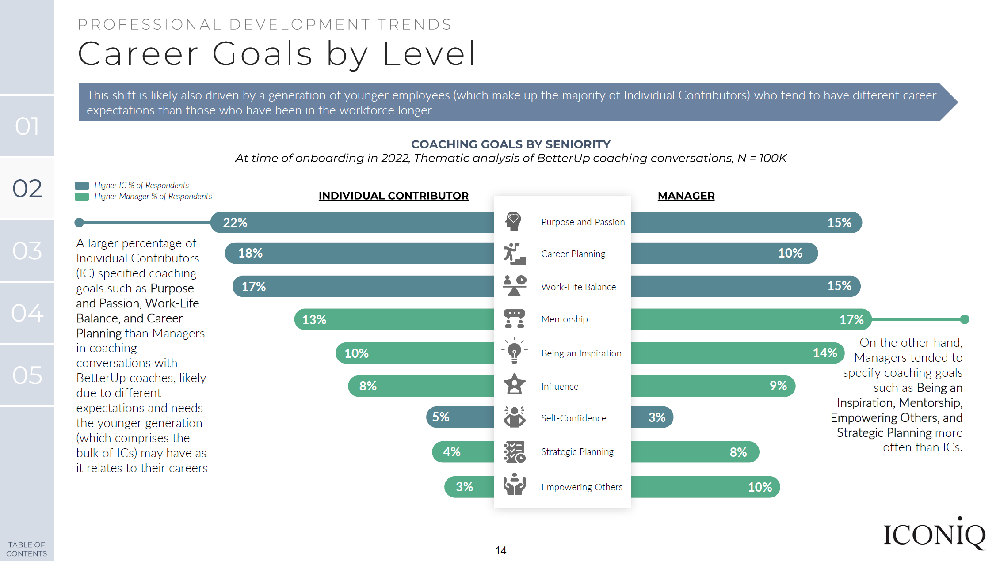 PROFESSIONAL DEVELOPMENT TRENDS
Career Goals by Level
This shift is likely also driven by a generation of younger employees (which make up the majority of Individual Contributors) who tend to have different career
expectations than those who have been in the workforce longer
01
02
03
04
05
TABLE OF
CONTENTS
COACHING GOALS BY SENIORITY
At time of onboarding in 2022, Thematic analysis of BetterUp coaching conversations, N = 100K
Higher IC % of Respondents
Higher Manager % of Respondents
INDIVIDUAL CONTRIBUTOR
MANAGER
22% Purpose and Passion 15%
18% Career Planning 10%
17% Work-Life Balance 15%
13% Mentorship 17%
10% Being an Inspiration 14%
8% Influence 9%
5% Self-Confidence 3%
4% Strategic Planning 8%
3% Empowering Others 10%
A larger percentage of
Individual Contributors
(IC) specified coaching
goals such as Purpose
and Passion, Work-Life
Balance, and Career
Planning than Managers
in coaching
conversations with
BetterUp coaches, likely
due to different
expectations and needs
the younger generation
(which comprises the
bulk of ICs) may have as
it relates to their careers
On the other hand,
Managers tended to
specify coaching goals
such as Being an
Inspiration, Mentorship,
Empowering Others, and
Strategic Planning more
often than ICs.
14
ICONiQ